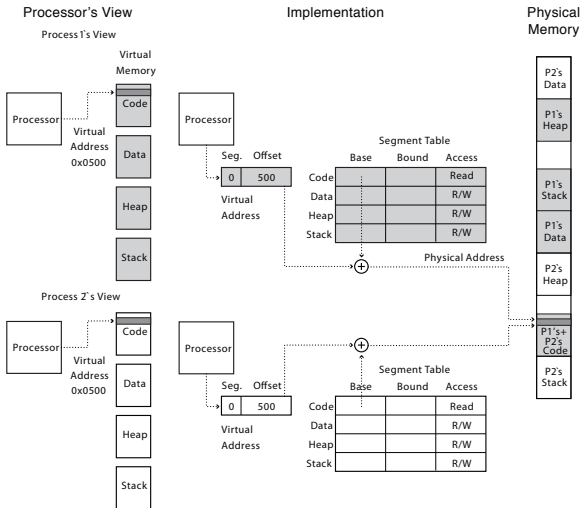 Processor's View
Implementation
Physical
Memory
Process1`s View
Virtual
Memory
Processor
Virtual
Address
0x0500
Code
Data
Heap
Stack
Processor
Seg. Offset
0 500
Virtual
Address
Segment Table
Base Bound Access
Code Read
Data R/W
Heap R/W
Stack R/W
Physical Address
P2`s
Data
P1`s
Heap
P1`s
Stack
P1`s
Data
P2`s
Heap
P1's+
P2`s
Code
P2`s
Stack
Process 2`s View
Processor
Virtual
Address
0x0500
Code
Data
Heap
Stack
Processor
Seg. Offset
0 500
Virtual
Address
Segment Table
Base Bound Access
Code Read
Data R/W
Heap R/W
Stack R/W